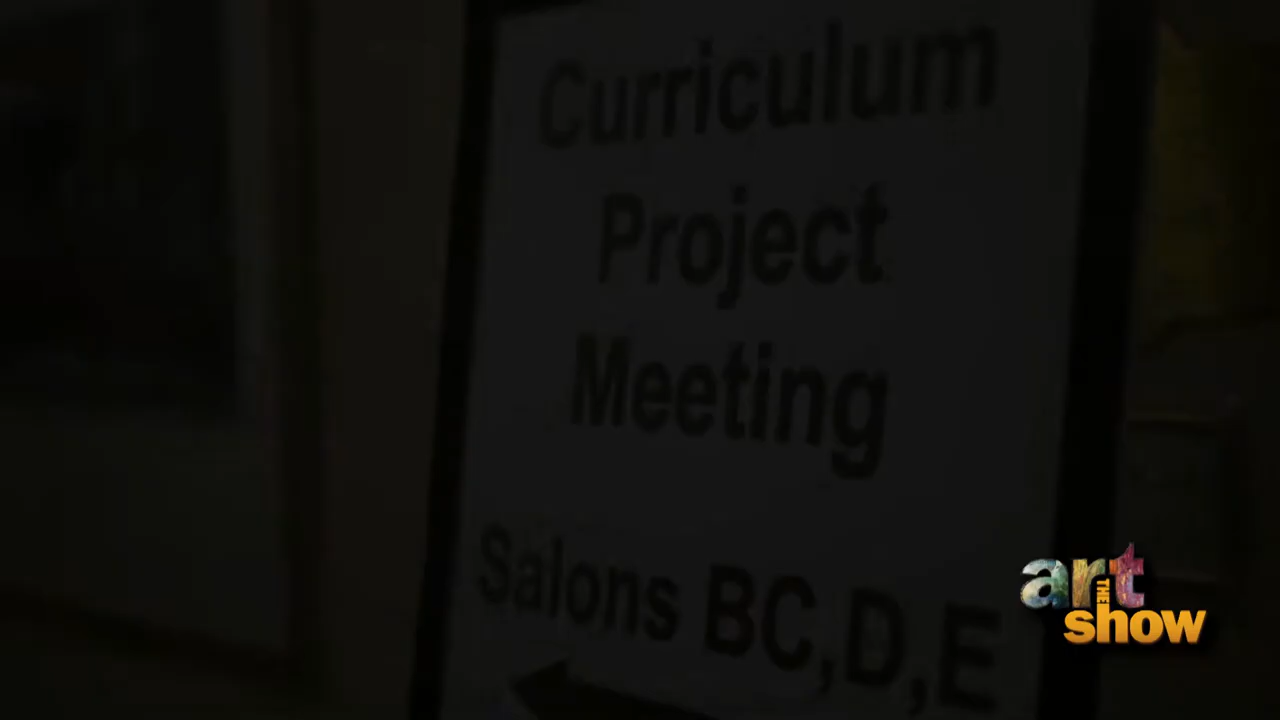 Curriculum
Project
Meeting
Salons BC,D,E
art
THE
show